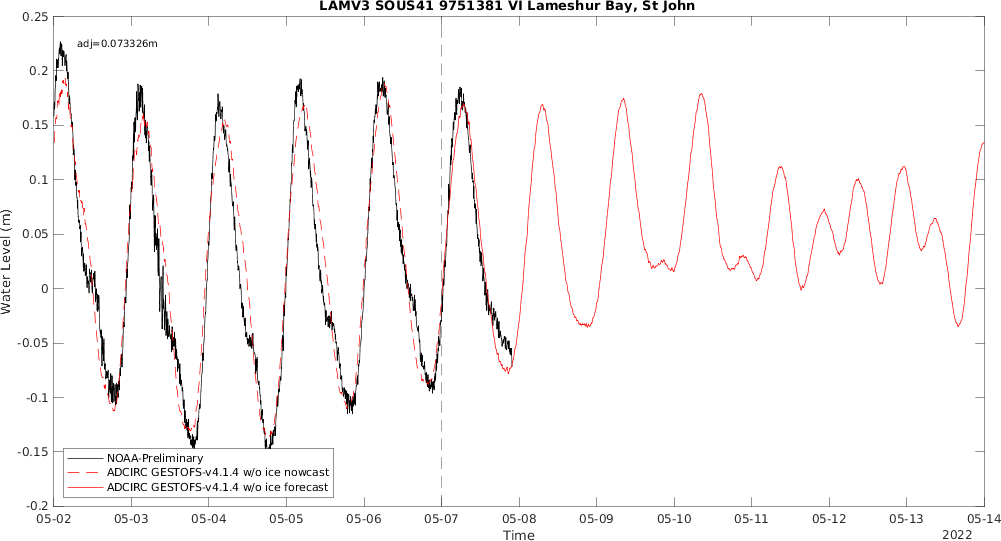 LAMV3 SOUS41 9751381 VI Lameshur Bay, St John
adj=0.073326m
0.25
0.2
0.15
0.1
0.05
0
-0.05
-0.1
-0.15
-0.2
Water Level (m)
NOAA-Preliminary
ADCIRC GESTOFS-v4.1.4 w/o ice nowcast
ADCIRC GESTOFS-v4.1.4 w/o ice forecast
05-02 05-03 05-04 05-05 05-06 05-07 05-08 05-09 05-10 05-11 05-12 05-13 05-14
Time
2022